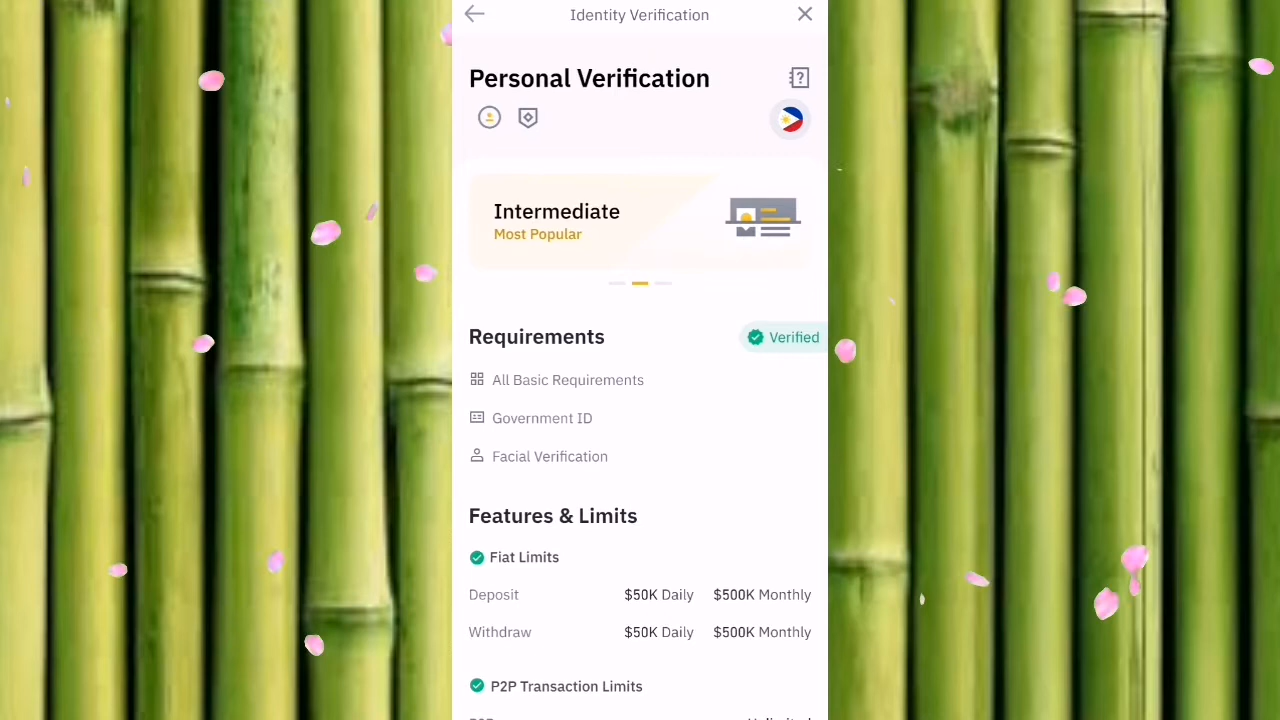 Identity Verification
Personal Verification
Intermediate
Most Popular
Requirements
Verified
All Basic Requirements
Government ID
Facial Verification
Features & Limits
Fiat Limits
Deposit $50K Daily $500K Monthly
Withdraw $50K Daily $500K Monthly
P2P Transaction Limits